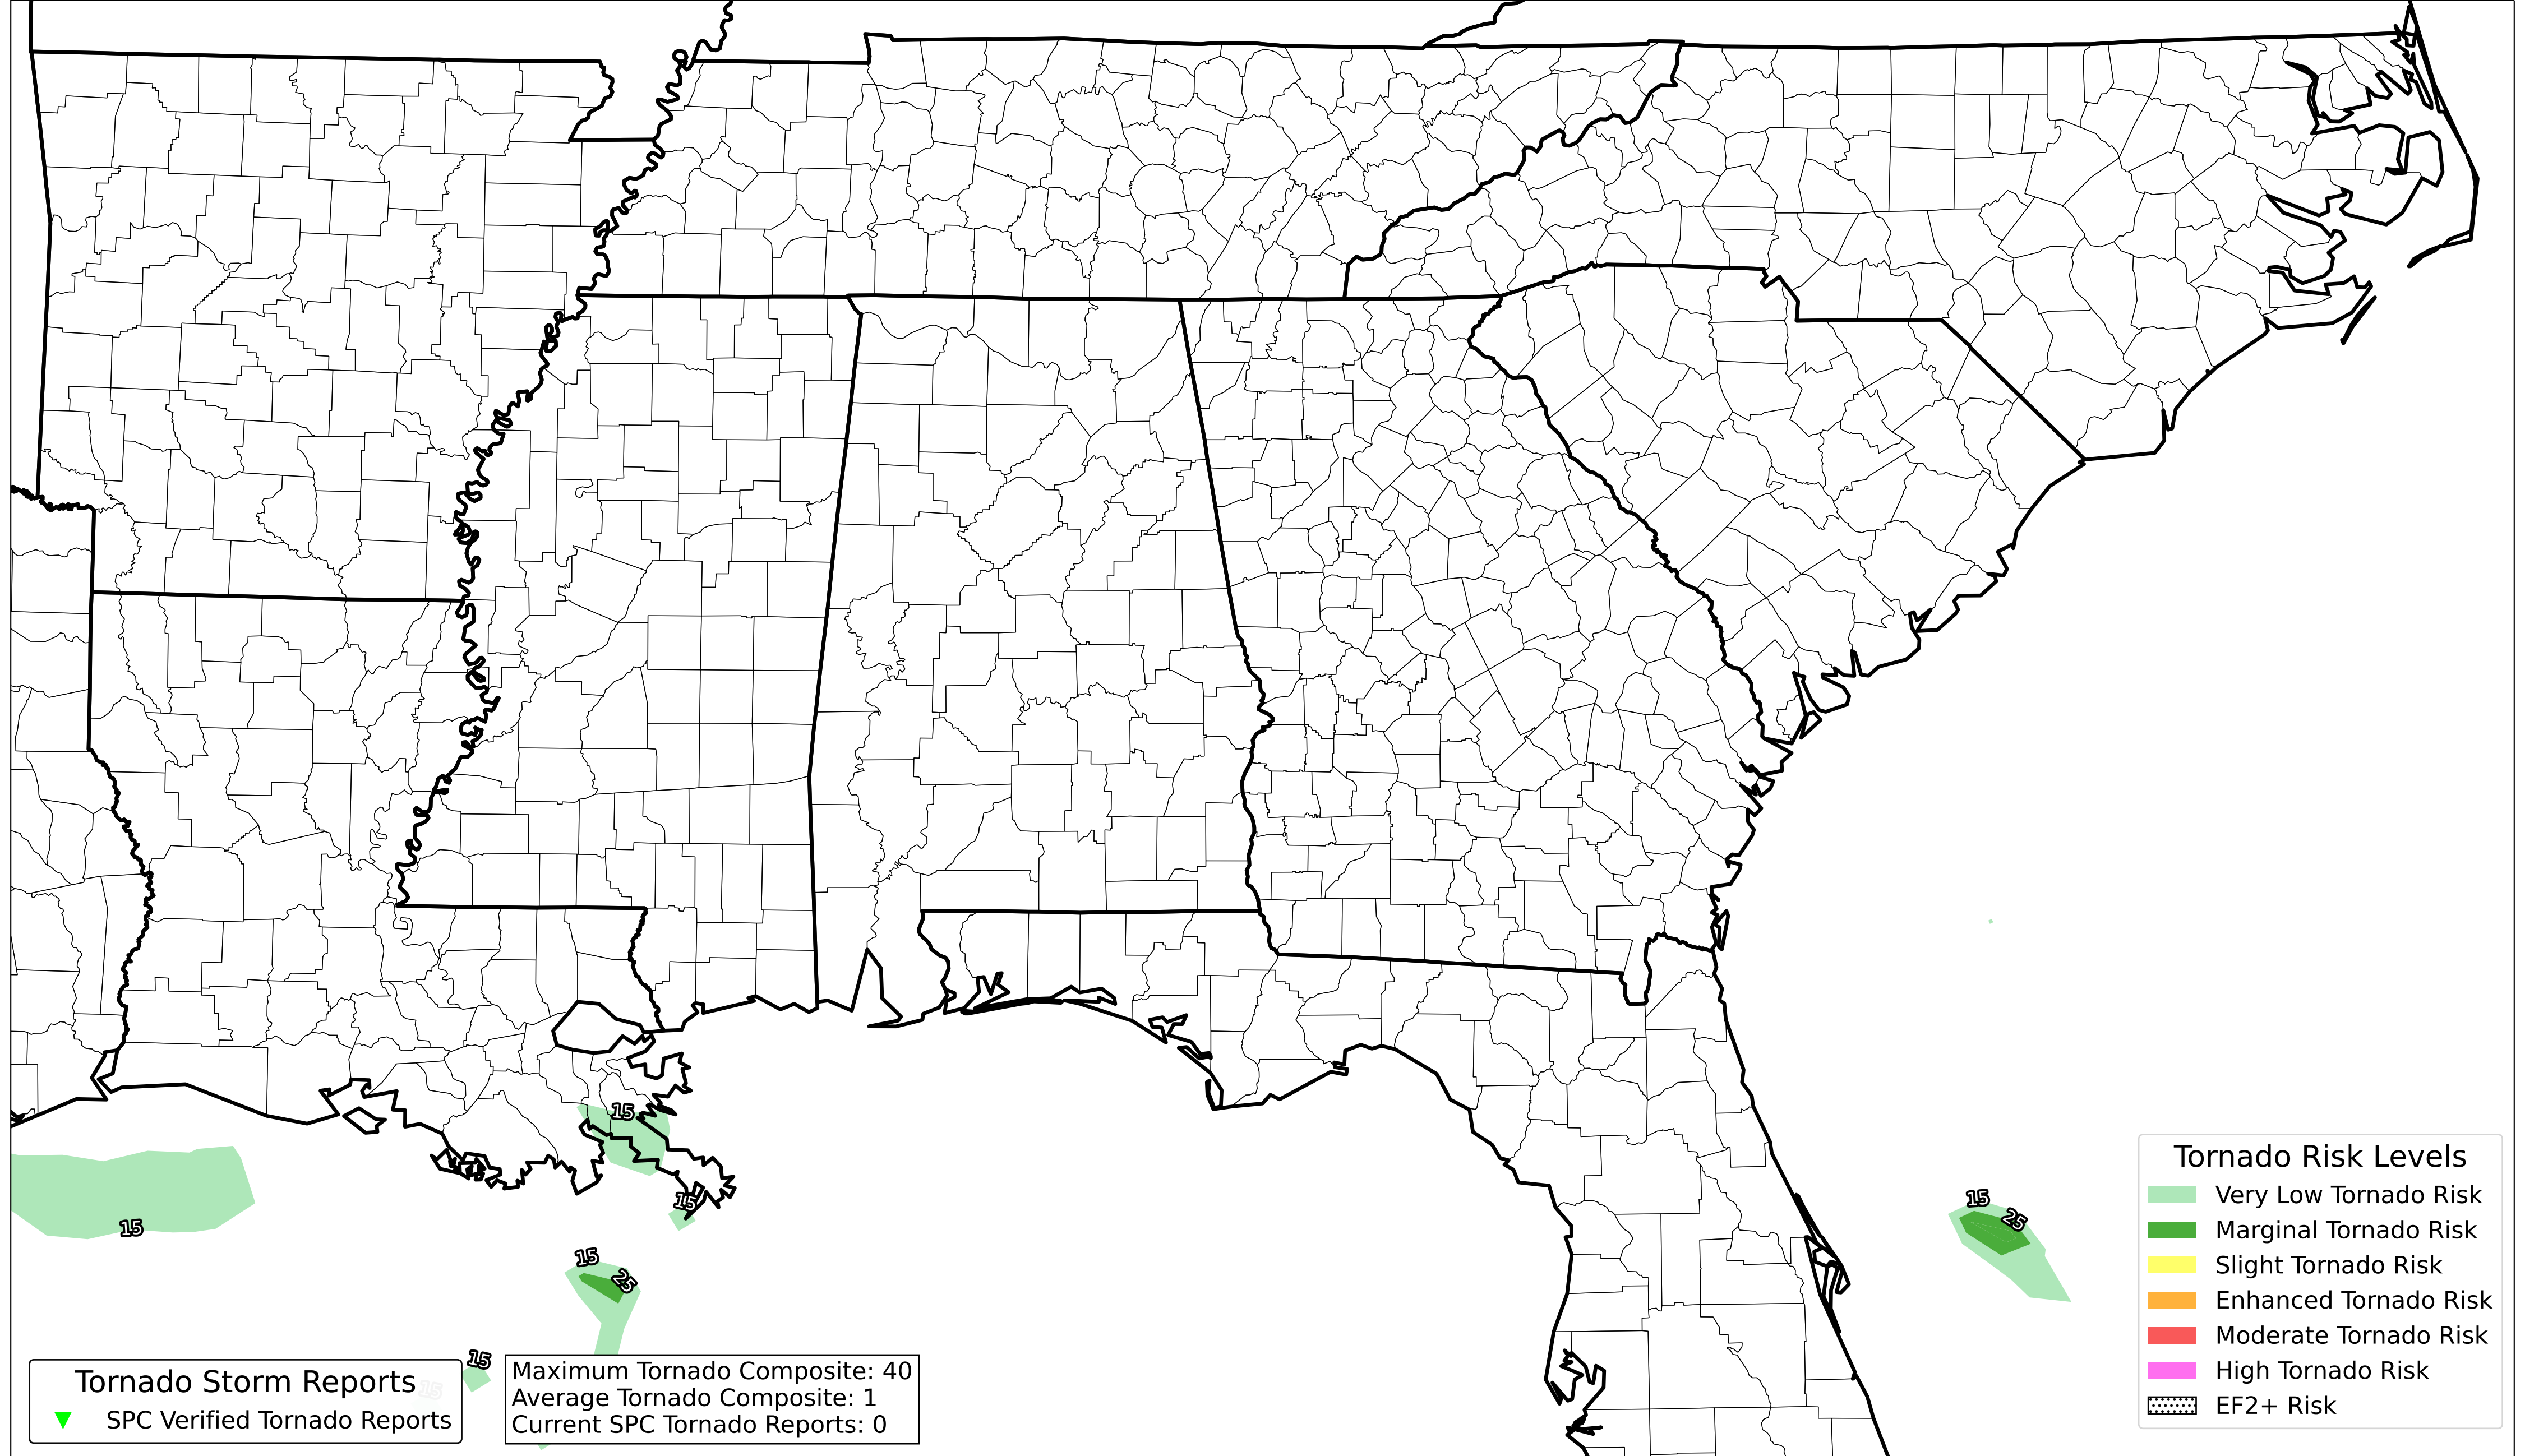 15
15
15
25
15
25
15
15
15
Tornado Storm Reports
SPC Verified Tornado Reports
Maximum Tornado Composite: 40
Average Tornado Composite: 1
Current SPC Tornado Reports: 0
Tornado Risk Levels
Very Low Tornado Risk
Marginal Tornado Risk
Slight Tornado Risk
Enhanced Tornado Risk
Moderate Tornado Risk
High Tornado Risk
EF2+ Risk